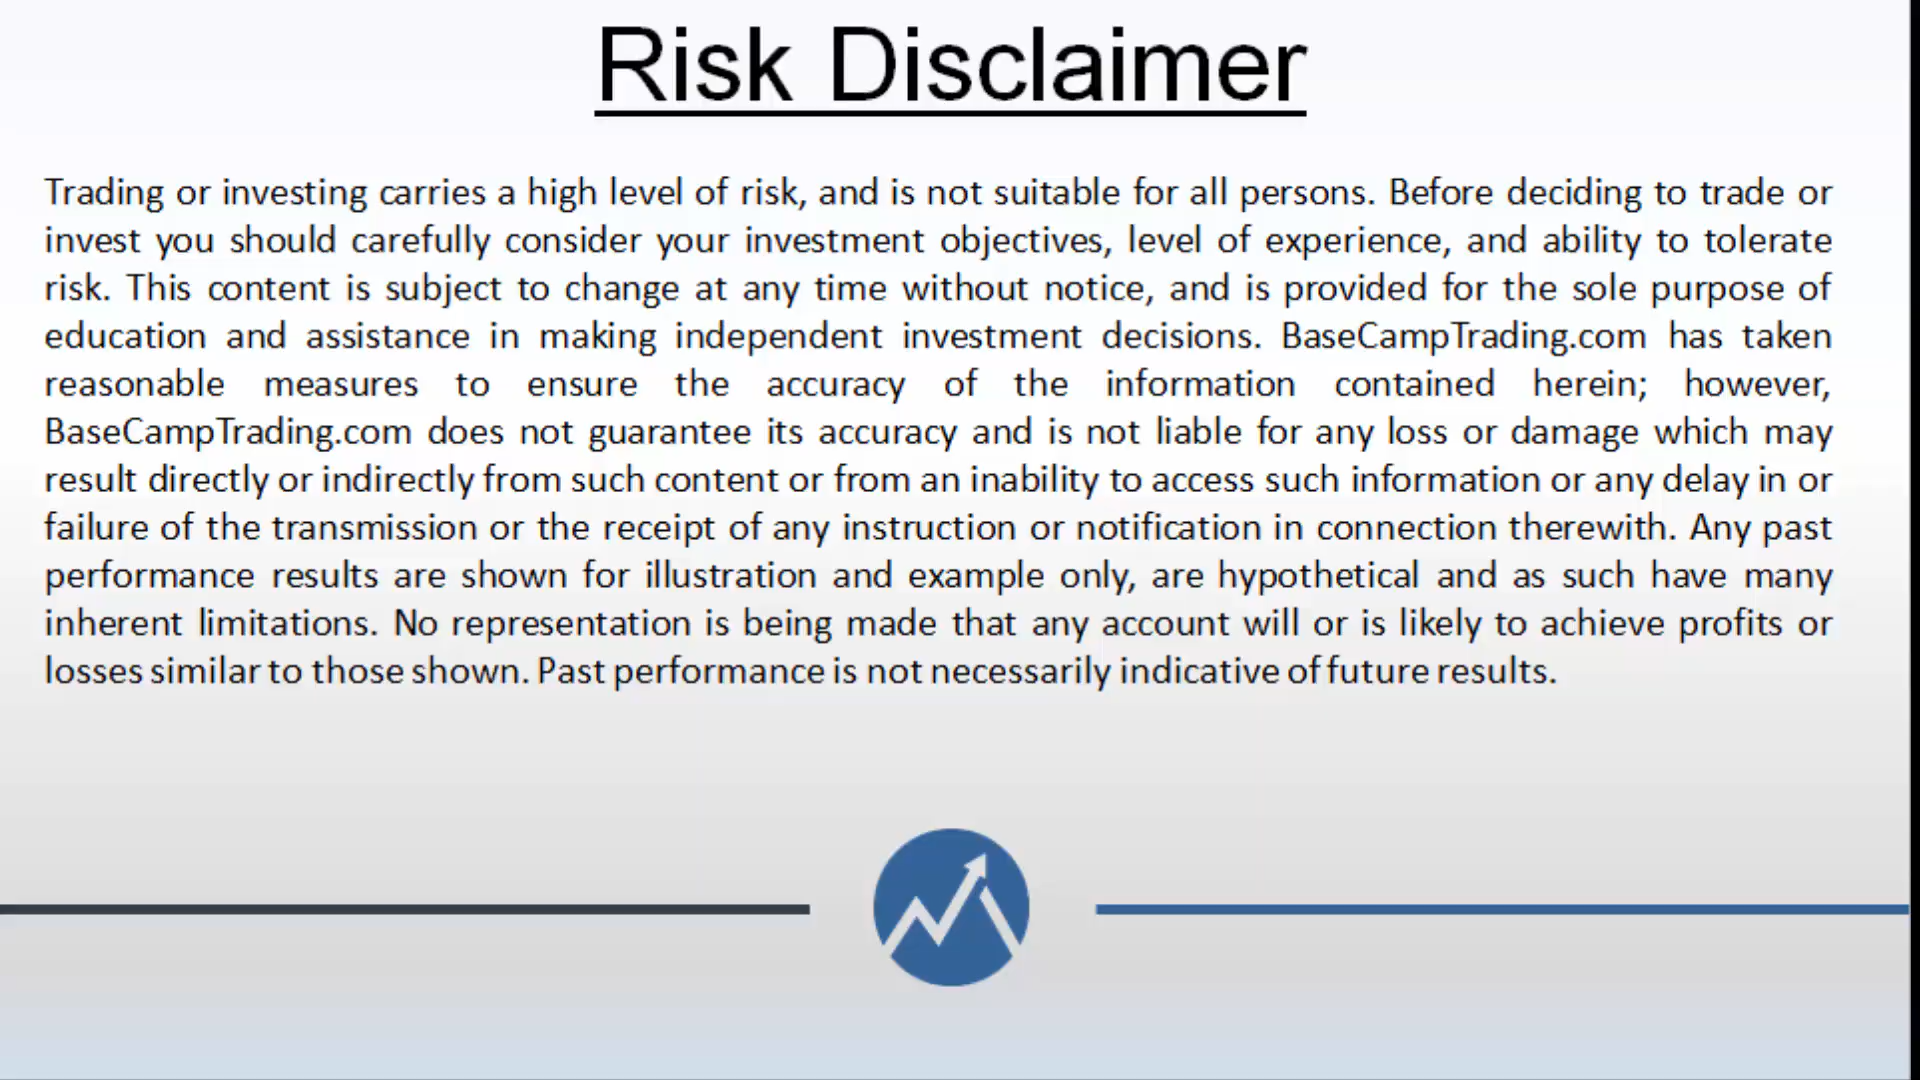 Risk Disclaimer
Trading or investing carries a high level of risk, and is not suitable for all persons. Before deciding to trade or
invest you should carefully consider your investment objectives, level of experience, and ability to tolerate
risk. This content is subject to change at any time without notice, and is provided for the sole purpose of
education and assistance in making independent investment decisions. BaseCampTrading.com has taken
reasonable measures to ensure the accuracy of the information contained herein; however,
BaseCampTrading.com does not guarantee its accuracy and is not liable for any loss or damage which may
result directly or indirectly from such content or from an inability to access such information or any delay in or
failure of the transmission or the receipt of any instruction or notification in connection therewith. Any past
performance results are shown for illustration and example only, are hypothetical and as such have many
inherent limitations. No representation is being made that any account will or is likely to achieve profits or
losses similar to those shown. Past performance is not necessarily indicative of future results.